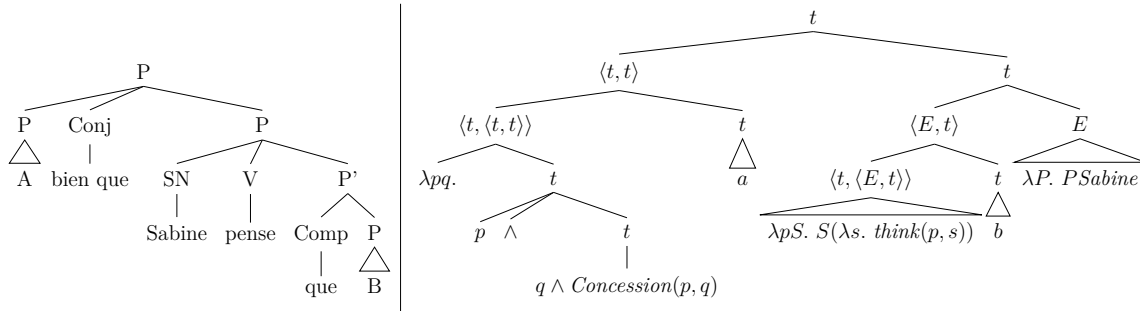 t
P ⟨t, t⟩ t
P Conj P ⟨t, ⟨t, t⟩⟩ t ⟨E, t⟩ E
A bien que SN V P' λpq. t a ⟨t, ⟨E, t⟩⟩ t λP. PSabine
Sabine pense Comp P p ∧ t λpS. S(λs. think(p, s)) b
que B q ∧ Concession(p, q)